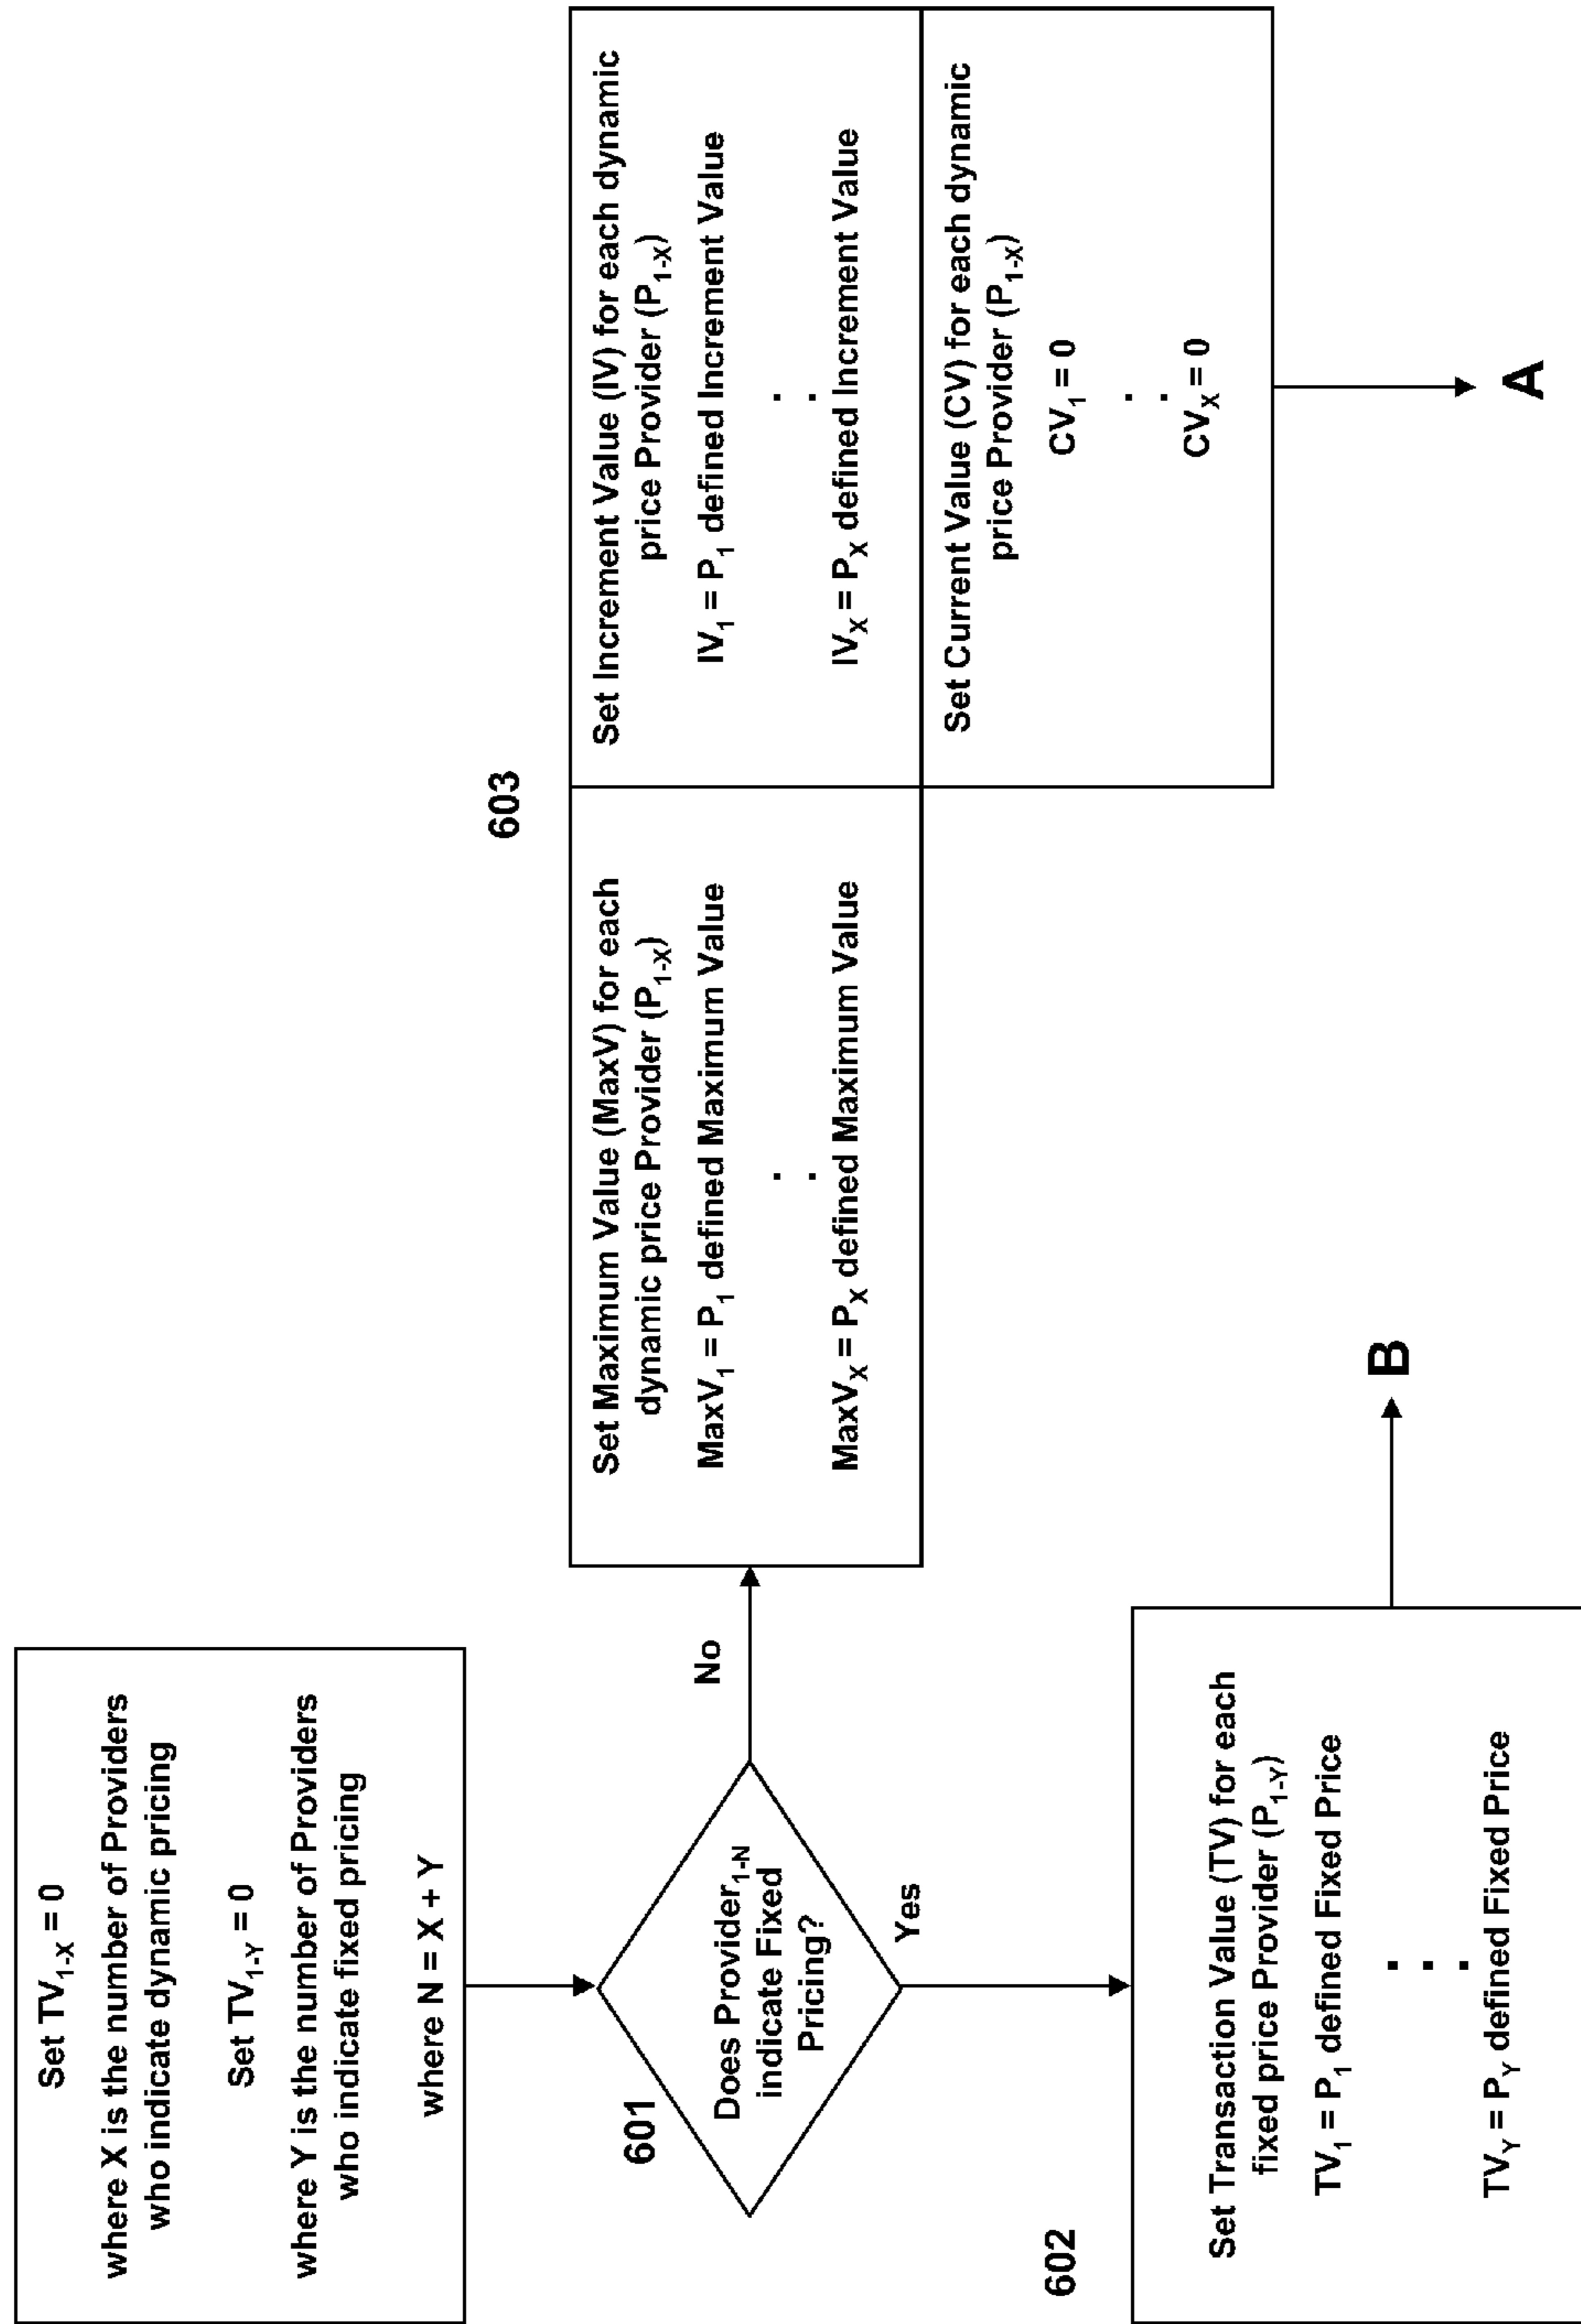 Set TV₁₋ₓ = 0
where X is the number of Providers
who indicate dynamic pricing
Set TV₁₋Y = 0
where Y is the number of Providers
who indicate fixed pricing
where N = X + Y
601
Does Provider₁₋N
indicate Fixed
Pricing?
No
Yes
602
Set Transaction Value (TV) for each
fixed price Provider (P₁₋Y)
TV₁ = P₁ defined Fixed Price
.
.
.
TVY = PY defined Fixed Price
B
603
Set Maximum Value (MaxV) for each
dynamic price Provider (P₁₋X)
MaxV₁ = P₁ defined Maximum Value
.
.
MaxVX = PX defined Maximum Value
Set Increment Value (IV) for each dynamic
price Provider (P₁₋X)
IV₁ = P₁ defined Increment Value
.
.
IVX = PX defined Increment Value
Set Current Value (CV) for each dynamic
price Provider (P₁₋X)
CV₁ = 0
.
.
CVX = 0
A